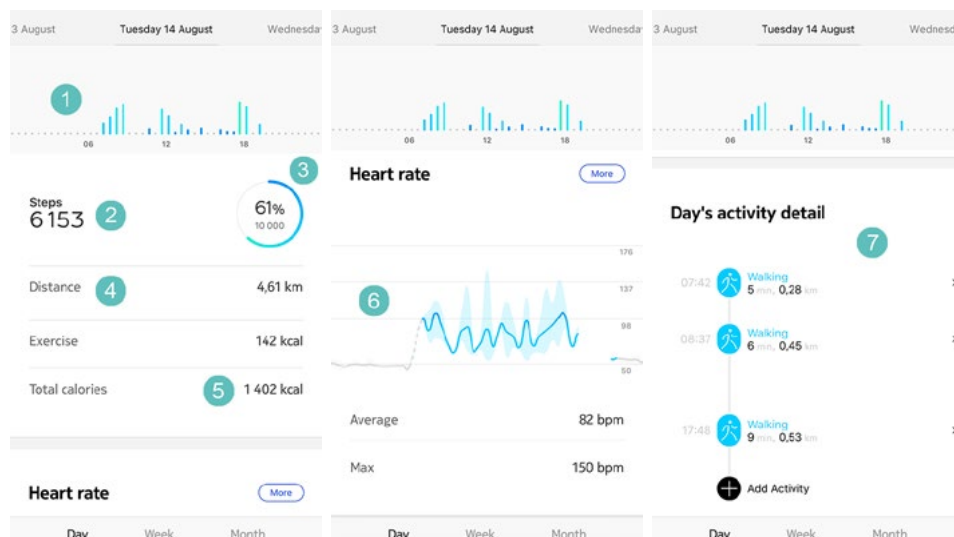 3 August Tuesday 14 August Wednesda
1
06 12 18
Steps
6 153
2
3
61%
10 000
Distance 4 4,61 km
Exercise 142 kcal
Total calories 5 1 402 kcal
Heart rate More
Day Week Month
3 August Tuesday 14 August Wednesda
06 12 18
Heart rate More
176
6
137
98
50
Average 82 bpm
Max 150 bpm
Day Week Month
3 August Tuesday 14 August Wednesd
06 12 18
Day's activity detail
7
07:42 Walking
5 min, 0,28 km
08:37 Walking
6 min, 0,45 km
17:48 Walking
9 min, 0,53 km
Add Activity
Day Week Month